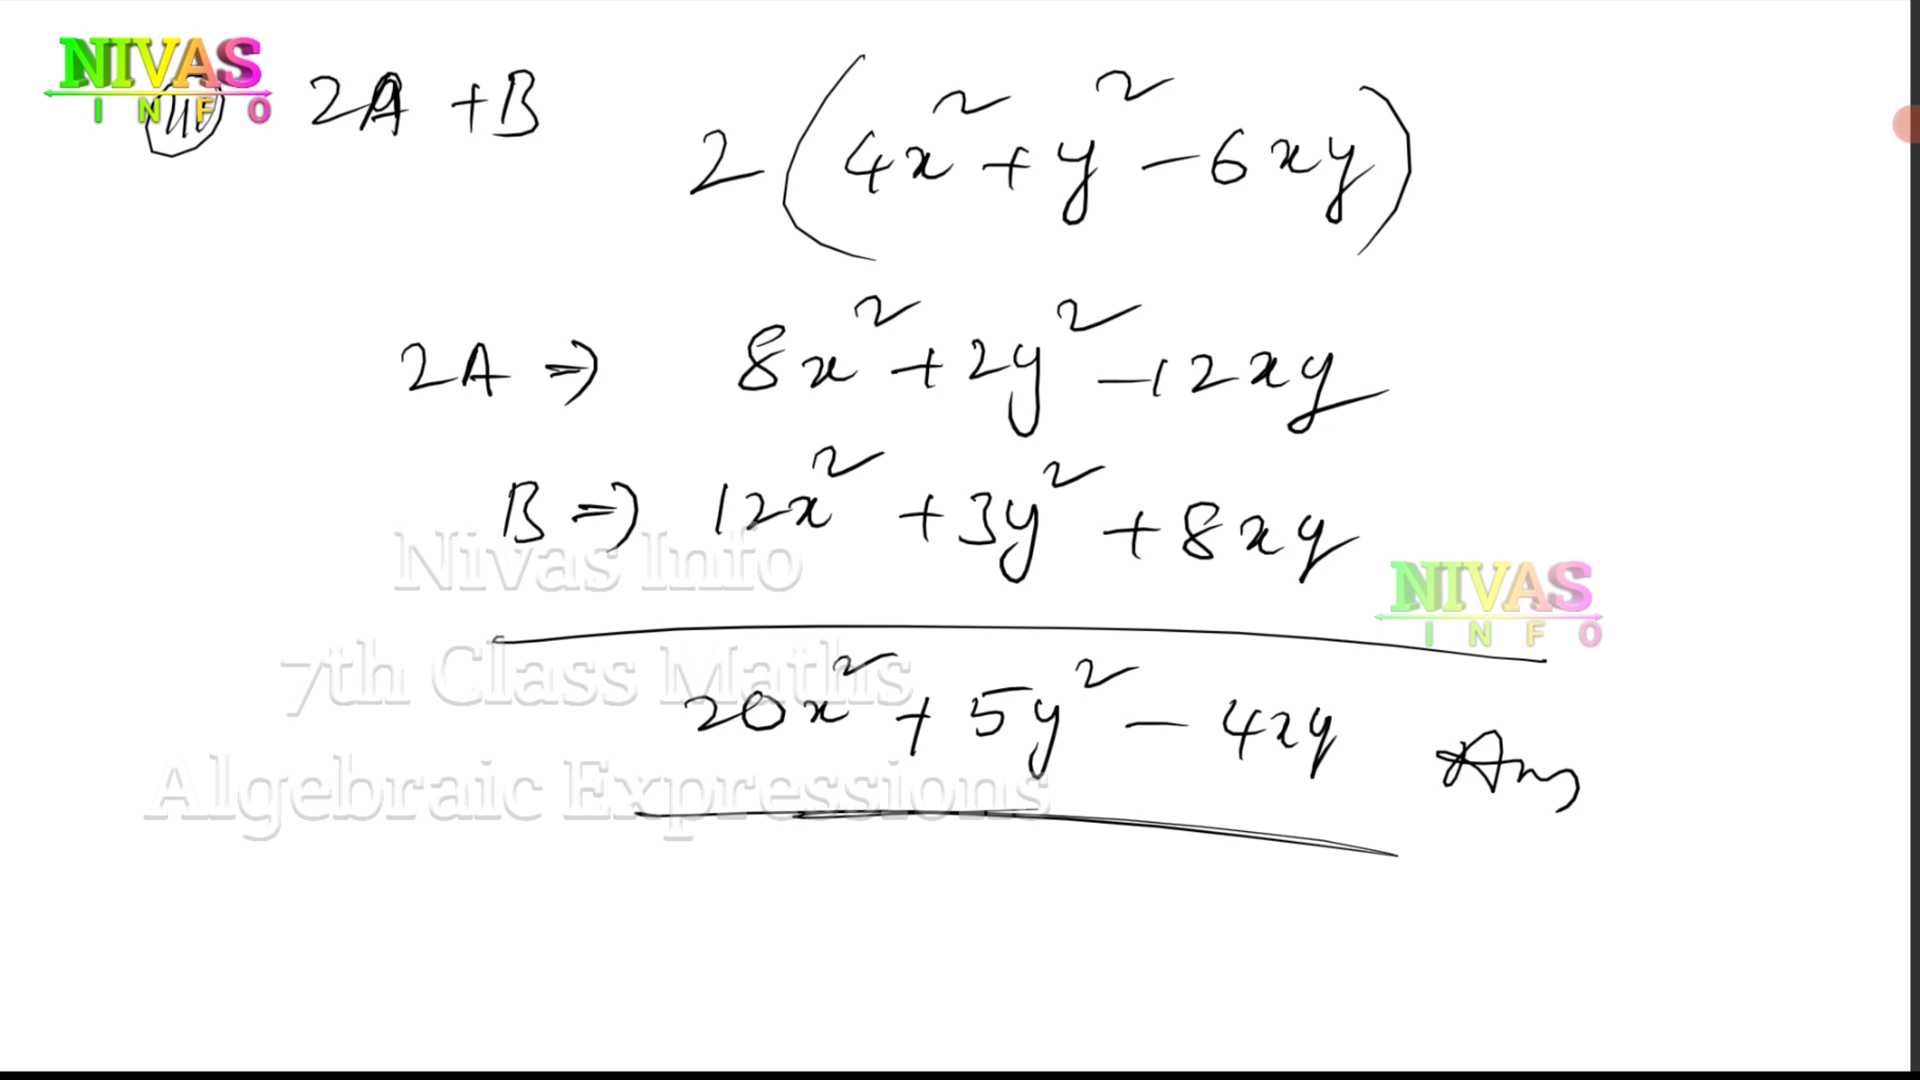 NIVAS
INFO
(iii) 2A + B
2(4x² + y² - 6xy)
2A ⇒ 8x² + 2y² - 12xy
B ⇒ 12x² + 3y² + 8xy
Nivas Info
NIVAS
INFO
7th Class Maths
20x² + 5y² - 4xy Ans
Algebraic Expressions